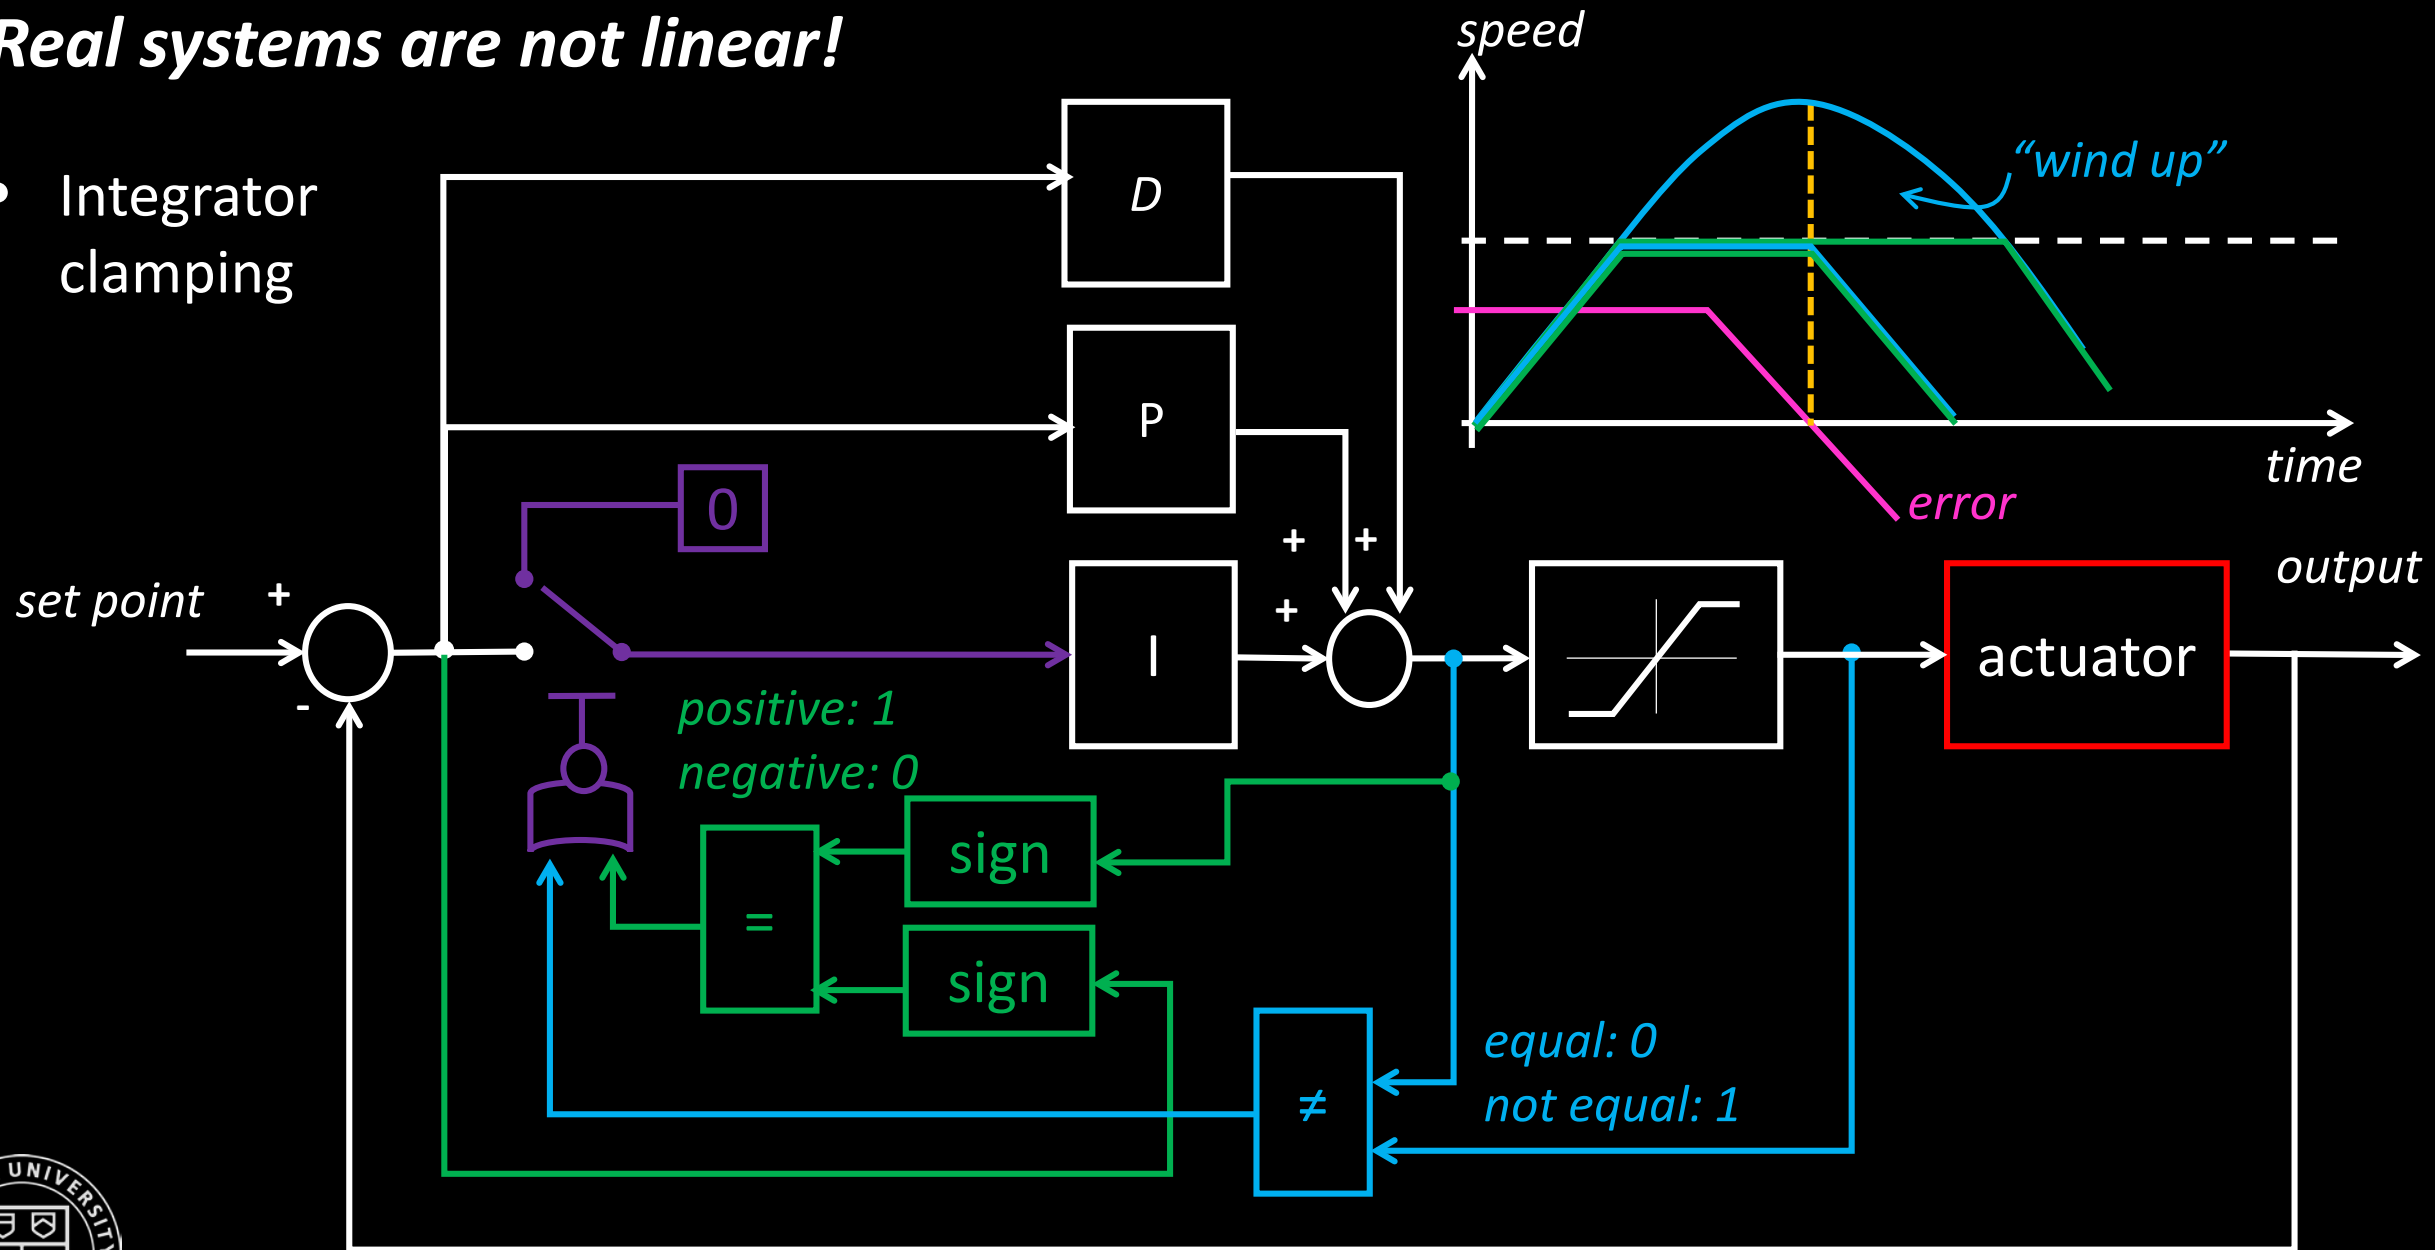 Real systems are not linear!
• Integrator
clamping
speed
“wind up”
time
error
D
P
0
+ +
set point
+
+
output
I
actuator
-
positive: 1
negative: 0
sign
=
sign
equal: 0
≠
not equal: 1
UNIVERSITY